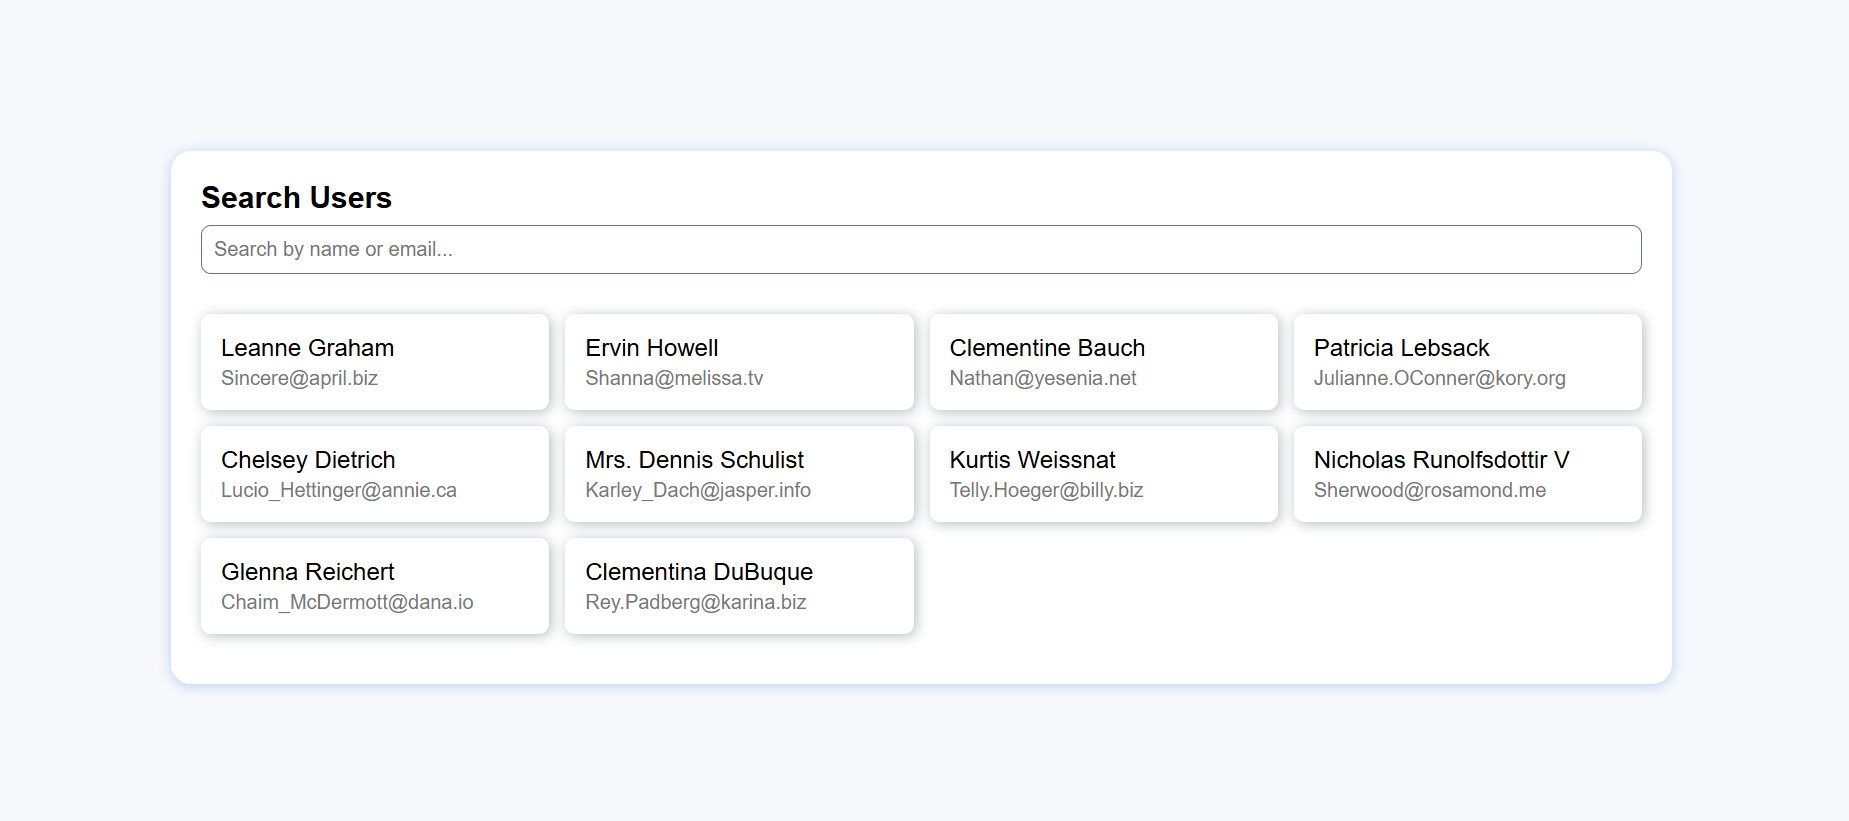 Search Users
Search by name or email...
Leanne Graham
Sincere@april.biz
Ervin Howell
Shanna@melissa.tv
Clementine Bauch
Nathan@yesenia.net
Patricia Lebsack
Julianne.OConner@kory.org
Chelsey Dietrich
Lucio_Hettinger@annie.ca
Mrs. Dennis Schulist
Karley_Dach@jasper.info
Kurtis Weissnat
Telly.Hoeger@billy.biz
Nicholas Runolfsdottir V
Sherwood@rosamond.me
Glenna Reichert
Chaim_McDermott@dana.io
Clementina DuBuque
Rey.Padberg@karina.biz